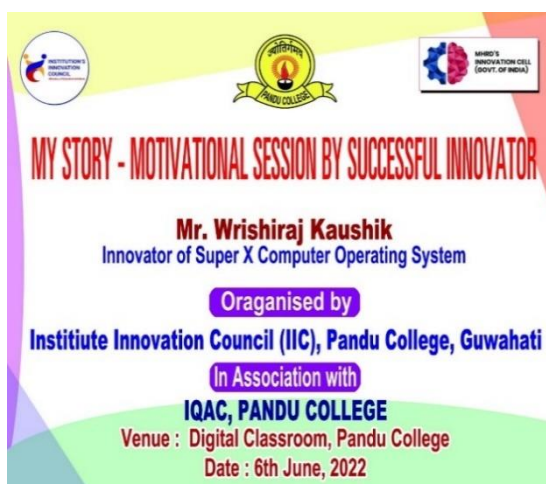 INSTITUTION'S
INNOVATION
COUNCIL
ज्योतिर्गमय
PANDU COLLEGE
MHRD'S
INNOVATION CELL
(GOVT. OF INDIA)
MY STORY - MOTIVATIONAL SESSION BY SUCCESSFUL INNOVATOR
Mr. Wrishiraj Kaushik
Innovator of Super X Computer Operating System
Oraganised by
Institiute Innovation Council (IIC), Pandu College, Guwahati
In Association with
IQAC, PANDU COLLEGE
Venue : Digital Classroom, Pandu College
Date : 6th June, 2022